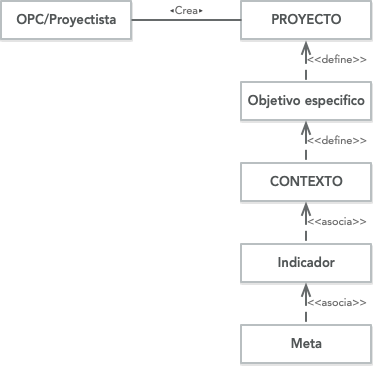 OPC/Proyectista
◂Crea▸
PROYECTO
<<define>>
Objetivo especifico
<<define>>
CONTEXTO
<<asocia>>
Indicador
<<asocia>>
Meta